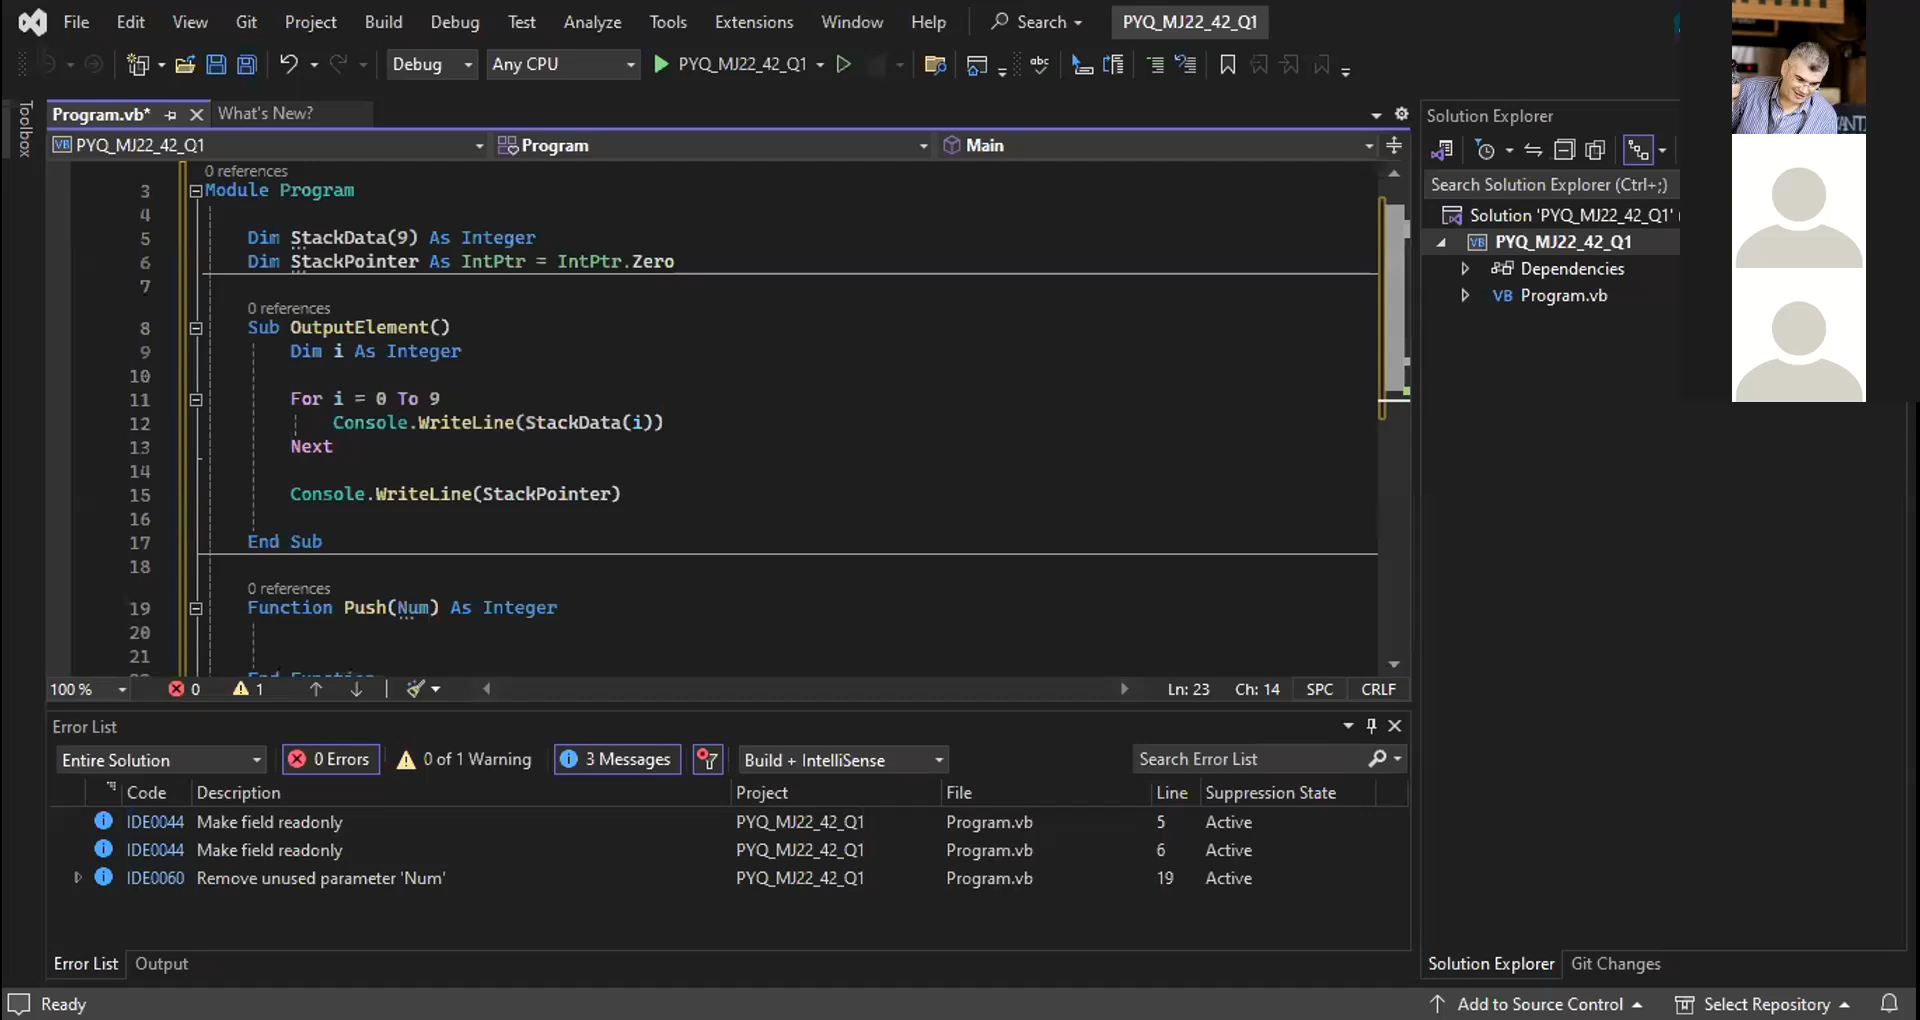 File Edit View Git Project Build Debug Test Analyze Tools Extensions Window Help Search PYQ_MJ22_42_Q1
Debug Any CPU PYQ_MJ22_42_Q1
Toolbox
Program.vb* What's New?
VB PYQ_MJ22_42_Q1 Program Main
0 references
3 Module Program
4
5 Dim StackData(9) As Integer
6 Dim StackPointer As IntPtr = IntPtr.Zero
7
0 references
8 Sub OutputElement()
9 Dim i As Integer
10
11 For i = 0 To 9
12 Console.WriteLine(StackData(i))
13 Next
14
15 Console.WriteLine(StackPointer)
16
17 End Sub
18
0 references
19 Function Push(Num) As Integer
20
21
End Function
100 % 0 1 Ln: 23 Ch: 14 SPC CRLF
Error List
Entire Solution 0 Errors 0 of 1 Warning 3 Messages Build + IntelliSense Search Error List
Code Description Project File Line Suppression State
IDE0044 Make field readonly PYQ_MJ22_42_Q1 Program.vb 5 Active
IDE0044 Make field readonly PYQ_MJ22_42_Q1 Program.vb 6 Active
IDE0060 Remove unused parameter 'Num' PYQ_MJ22_42_Q1 Program.vb 19 Active
Error List Output
Solution Explorer
Search Solution Explorer (Ctrl+;)
Solution 'PYQ_MJ22_42_Q1' (
VB PYQ_MJ22_42_Q1
Dependencies
VB Program.vb
Solution Explorer Git Changes
Ready Add to Source Control Select Repository